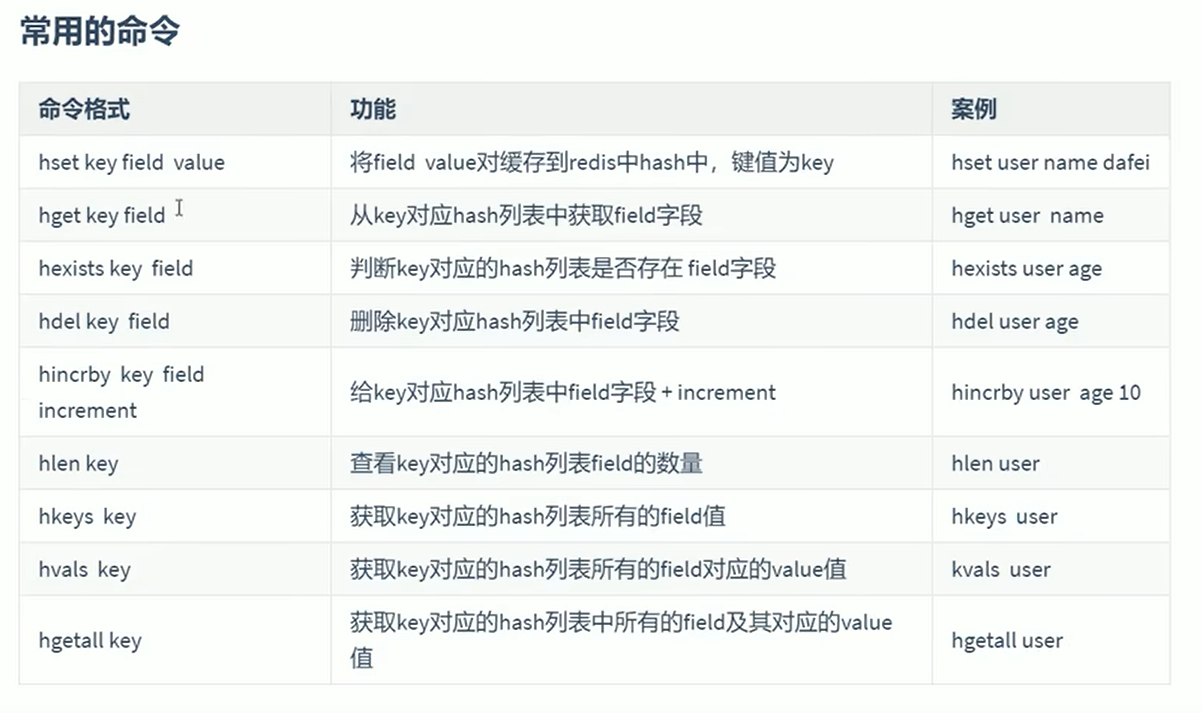 常用的命令
命令格式 功能 案例
hset key field value 将field value对缓存到redis中hash中，键值为key hset user name dafei
hget key field 从key对应hash列表中获取field字段 hget user name
hexists key field 判断key对应的hash列表是否存在 field字段 hexists user age
hdel key field 删除key对应hash列表中field字段 hdel user age
hincrby key field
increment
给key对应hash列表中field字段 + increment hincrby user age 10
hlen key 查看key对应的hash列表field的数量 hlen user
hkeys key 获取key对应的hash列表所有的field值 hkeys user
hvals key 获取key对应的hash列表所有的field对应的value值 kvals user
hgetall key 获取key对应的hash列表中所有的field及其对应的value
值
hgetall user